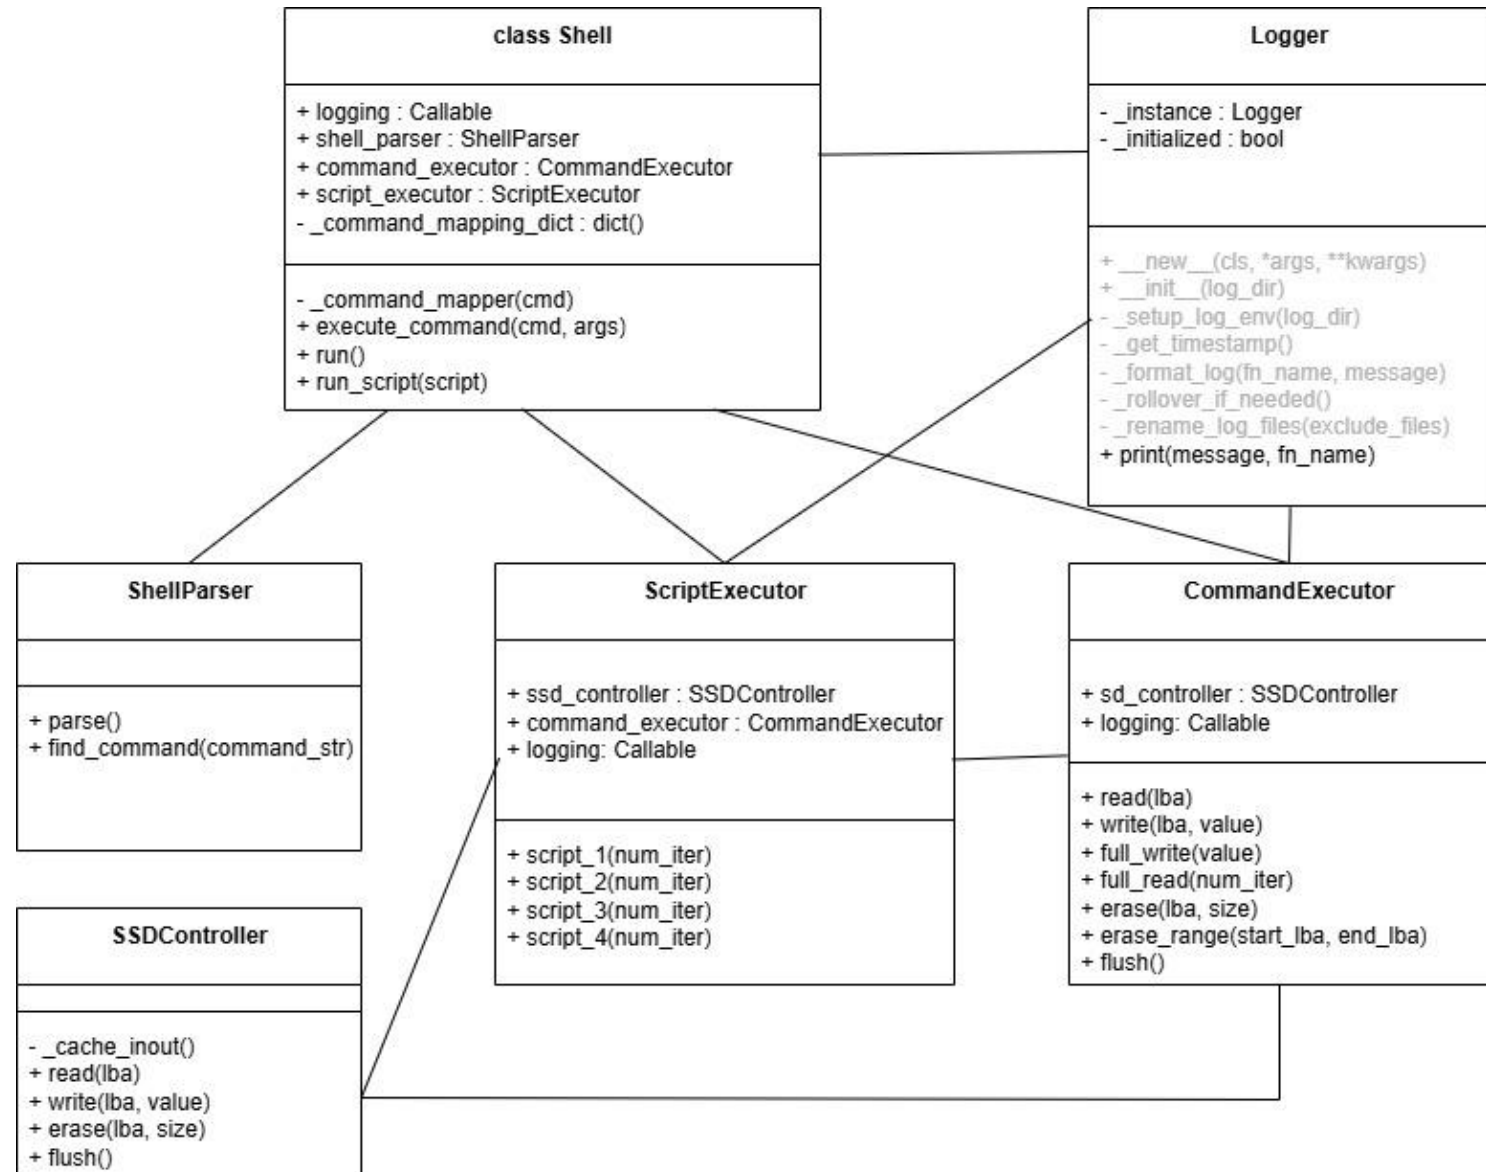 class Shell
+ logging : Callable
+ shell_parser : ShellParser
+ command_executor : CommandExecutor
+ script_executor : ScriptExecutor
- _command_mapping_dict : dict()
- _command_mapper(cmd)
+ execute_command(cmd, args)
+ run()
+ run_script(script)
Logger
- _instance : Logger
- _initialized : bool
+ __new__(cls, *args, **kwargs)
+ __init__(log_dir)
- _setup_log_env(log_dir)
- _get_timestamp()
- _format_log(fn_name, message)
- _rollover_if_needed()
- _rename_log_files(exclude_files)
+ print(message, fn_name)
ShellParser
+ parse()
+ find_command(command_str)
ScriptExecutor
+ ssd_controller : SSDController
+ command_executor : CommandExecutor
+ logging: Callable
+ script_1(num_iter)
+ script_2(num_iter)
+ script_3(num_iter)
+ script_4(num_iter)
CommandExecutor
+ sd_controller : SSDController
+ logging: Callable
+ read(lba)
+ write(lba, value)
+ full_write(value)
+ full_read(num_iter)
+ erase(lba, size)
+ erase_range(start_lba, end_lba)
+ flush()
SSDController
- _cache_inout()
+ read(lba)
+ write(lba, value)
+ erase(lba, size)
+ flush()